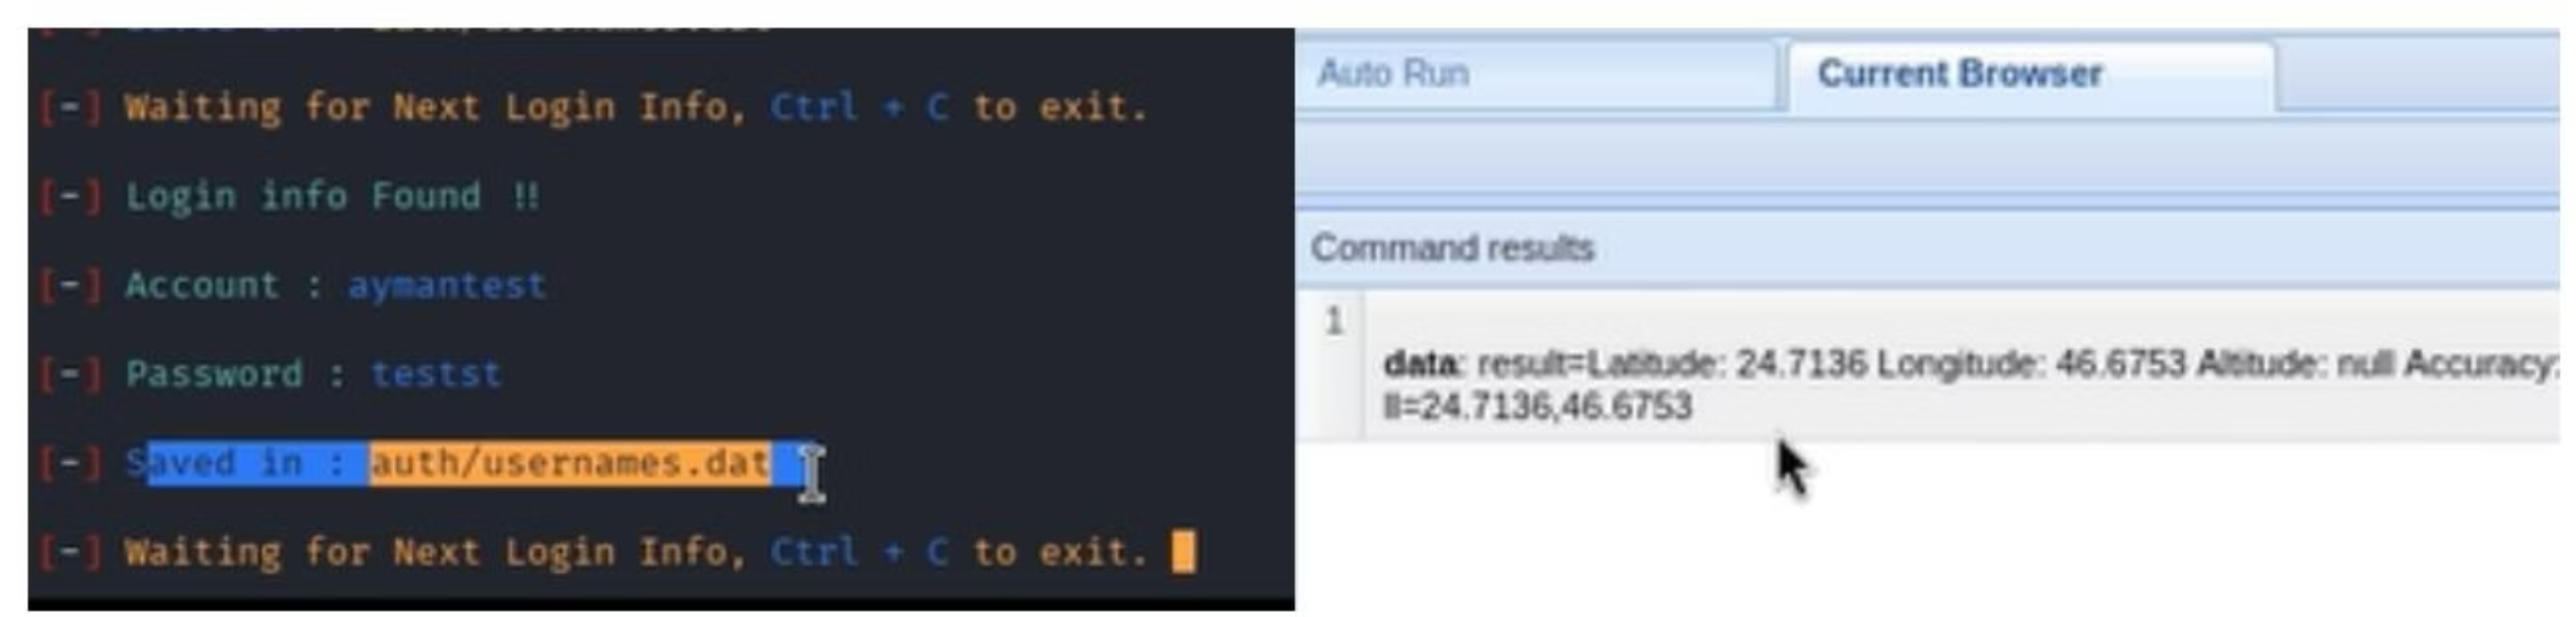 [-] Waiting for Next Login Info, Ctrl + C to exit.
[-] Login info Found !!
[-] Account : aymantest
[-] Password : testst
[-] Saved in : auth/usernames.dat
[-] Waiting for Next Login Info, Ctrl + C to exit.
Auto Run
Current Browser
Command results
1
data: result=Latitude: 24.7136 Longitude: 46.6753 Altitude: null Accuracy:
ll=24.7136,46.6753